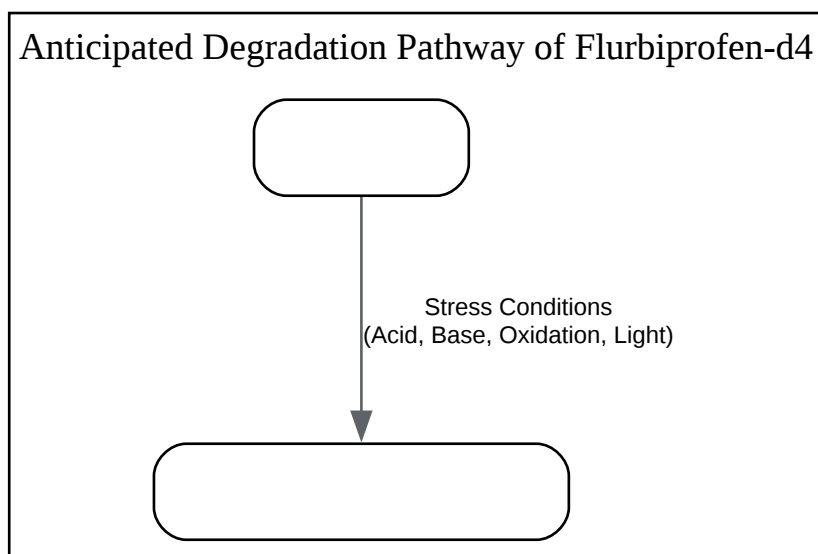 Anticipated Degradation Pathway of Flurbiprofen-d4
Stress Conditions
(Acid, Base, Oxidation, Light)